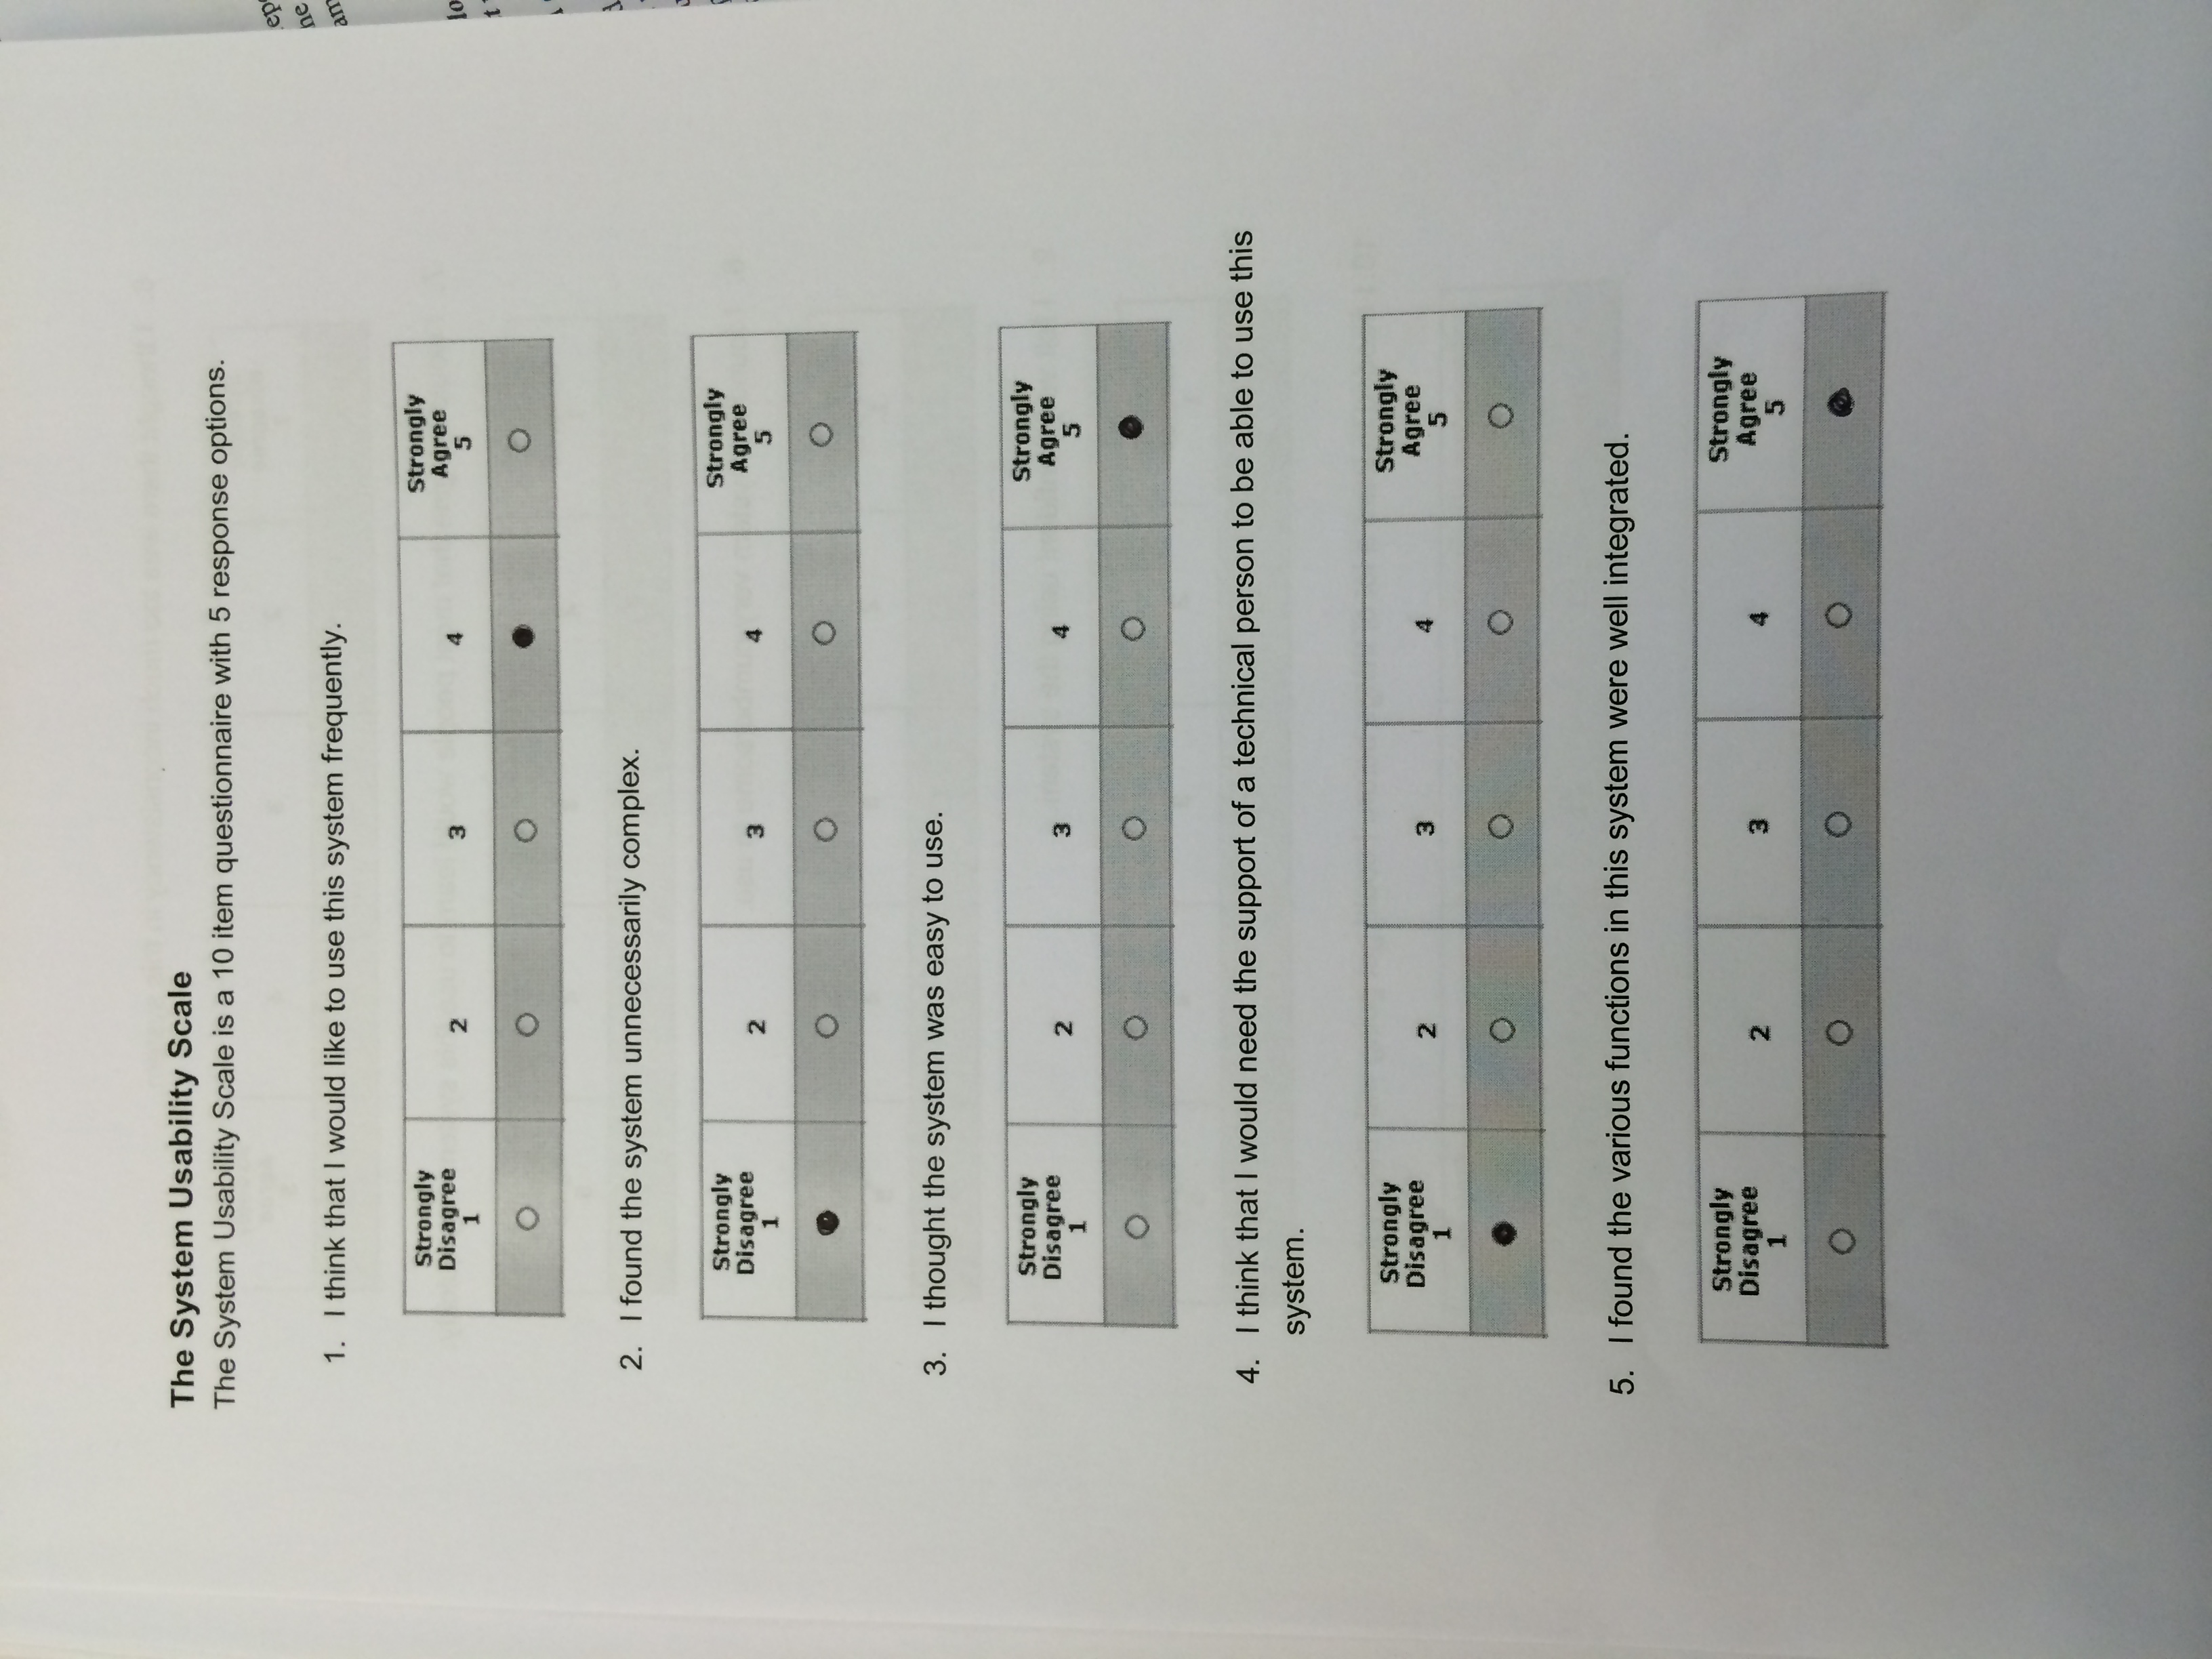 The System Usability Scale
The System Usability Scale is a 10 item questionnaire with 5 response options.
1. I think that I would like to use this system frequently.
Strongly Disagree 1 2 3 4 Strongly Agree 5
2. I found the system unnecessarily complex.
Strongly Disagree 1 2 3 4 Strongly Agree 5
3. I thought the system was easy to use.
Strongly Disagree 1 2 3 4 Strongly Agree 5
4. I think that I would need the support of a technical person to be able to use this
system.
Strongly Disagree 1 2 3 4 Strongly Agree 5
5. I found the various functions in this system were well integrated.
Strongly Disagree 1 2 3 4 Strongly Agree 5